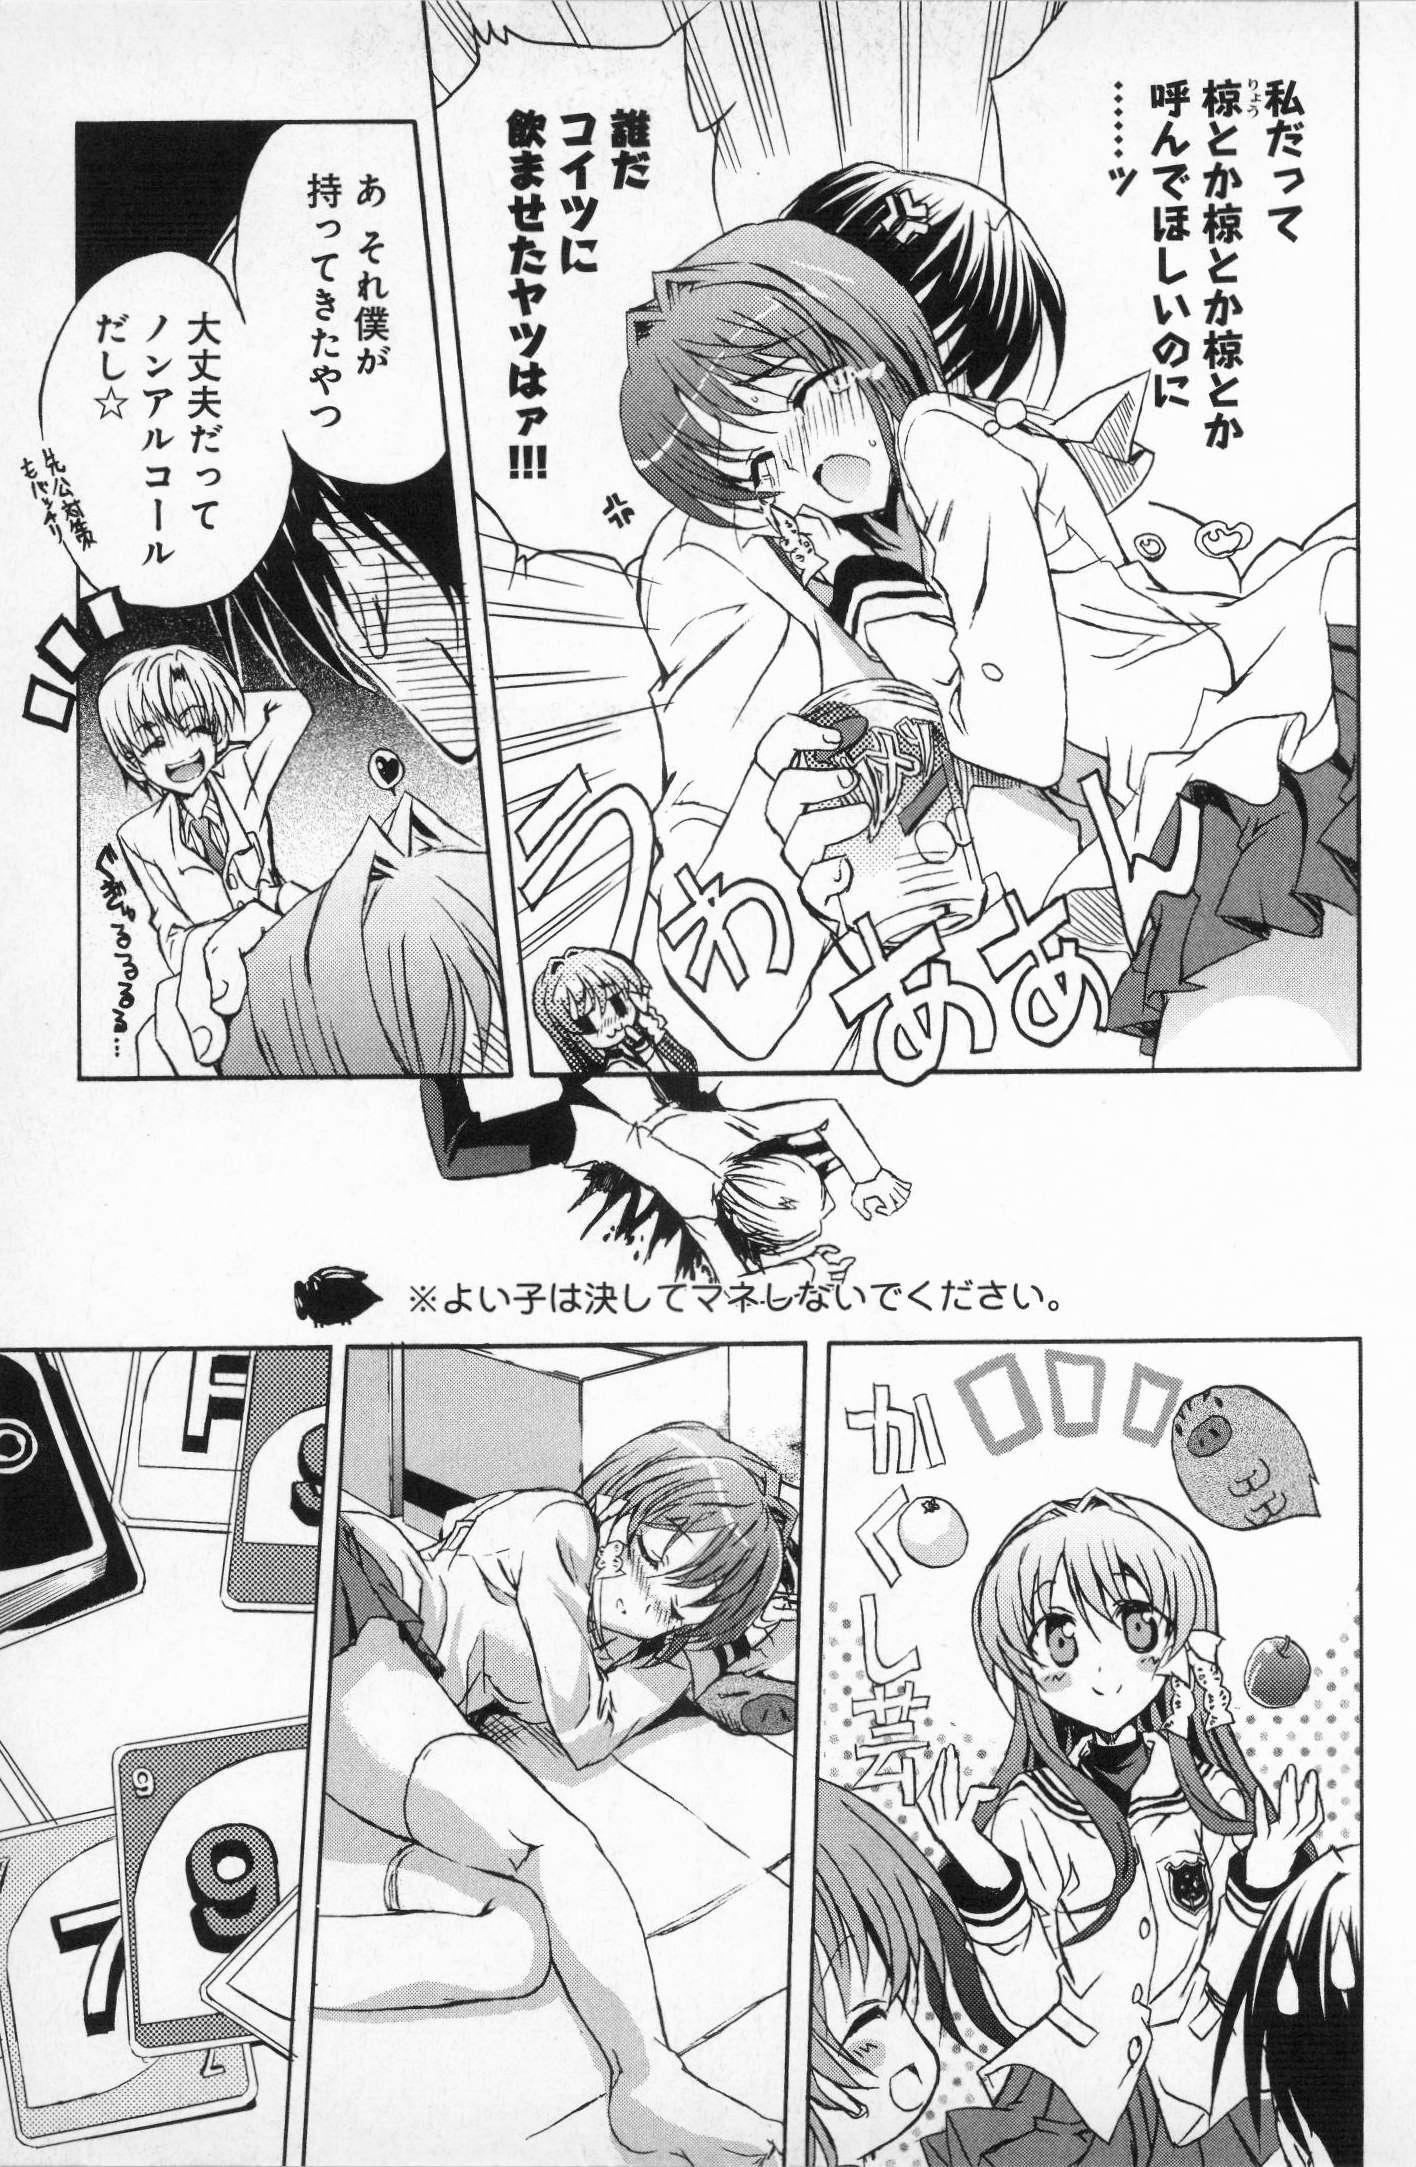 私だって
椋とか椋とか椋とか
りょう
呼んでほしいのに
‥‥‥ッ
誰だ
コイツに
飲ませたヤツはァ!!!
うわああん
あ それ僕が
持ってきたやつ
大丈夫だって
ノンアルコール
だし☆
先公対策
もバッチリ
ぎゅるるるる…
※よい子は決してマネしないでください。
かくし芸
9
9
7